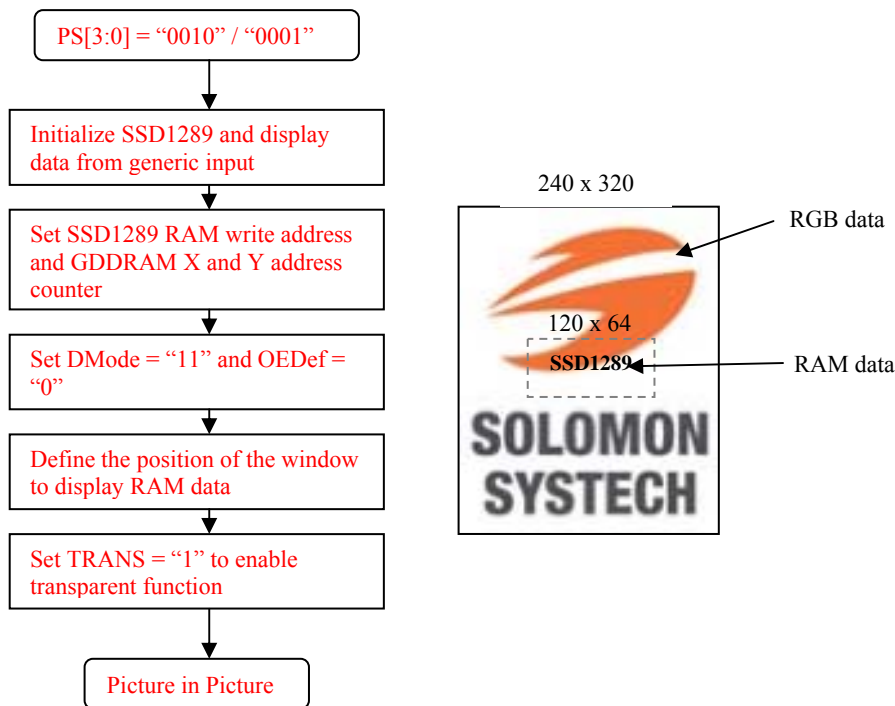 PS[3:0] = “0010” / “0001”
Initialize SSD1289 and display
data from generic input
Set SSD1289 RAM write address
and GDDRAM X and Y address
counter
Set DMode = “11” and OEDef =
“0”
Define the position of the window
to display RAM data
Set TRANS = “1” to enable
transparent function
Picture in Picture
240 x 320
RGB data
120 x 64
SSD1289
RAM data
SOLOMON
SYSTECH